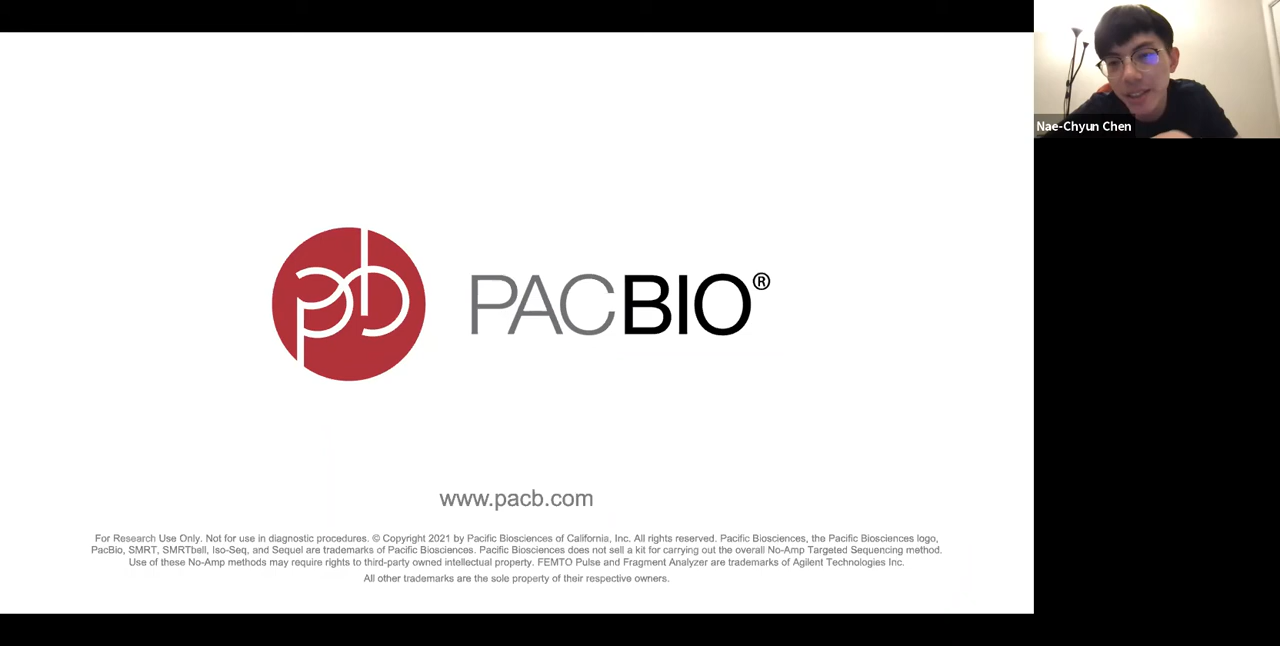 Nae-Chyun Chen
pb
PACBIO®
www.pacb.com
For Research Use Only. Not for use in diagnostic procedures. © Copyright 2021 by Pacific Biosciences of California, Inc. All rights reserved. Pacific Biosciences, the Pacific Biosciences logo,
PacBio, SMRT, SMRTbell, Iso-Seq, and Sequel are trademarks of Pacific Biosciences. Pacific Biosciences does not sell a kit for carrying out the overall No-Amp Targeted Sequencing method.
Use of these No-Amp methods may require rights to third-party owned intellectual property. FEMTO Pulse and Fragment Analyzer are trademarks of Agilent Technologies Inc.
All other trademarks are the sole property of their respective owners.